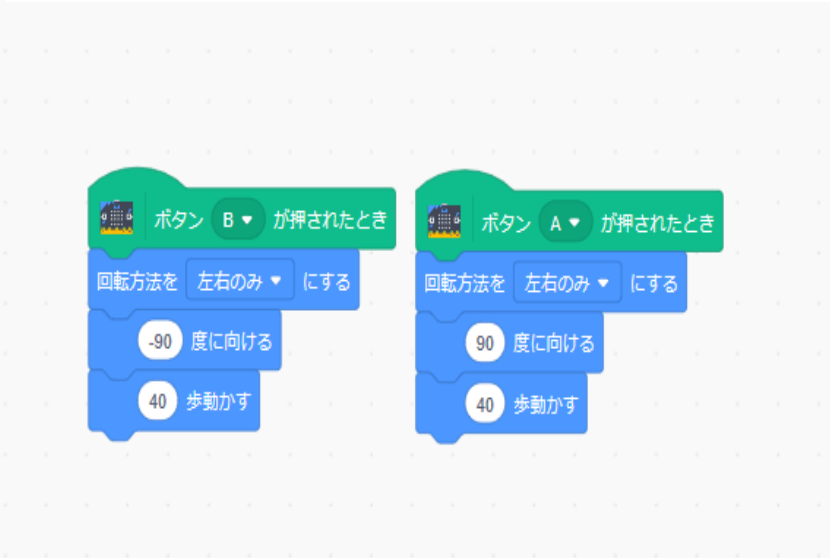 ボタン B が押されたとき
回転方法を 左右のみ にする
-90 度に向ける
40 歩動かす
ボタン A が押されたとき
回転方法を 左右のみ にする
90 度に向ける
40 歩動かす